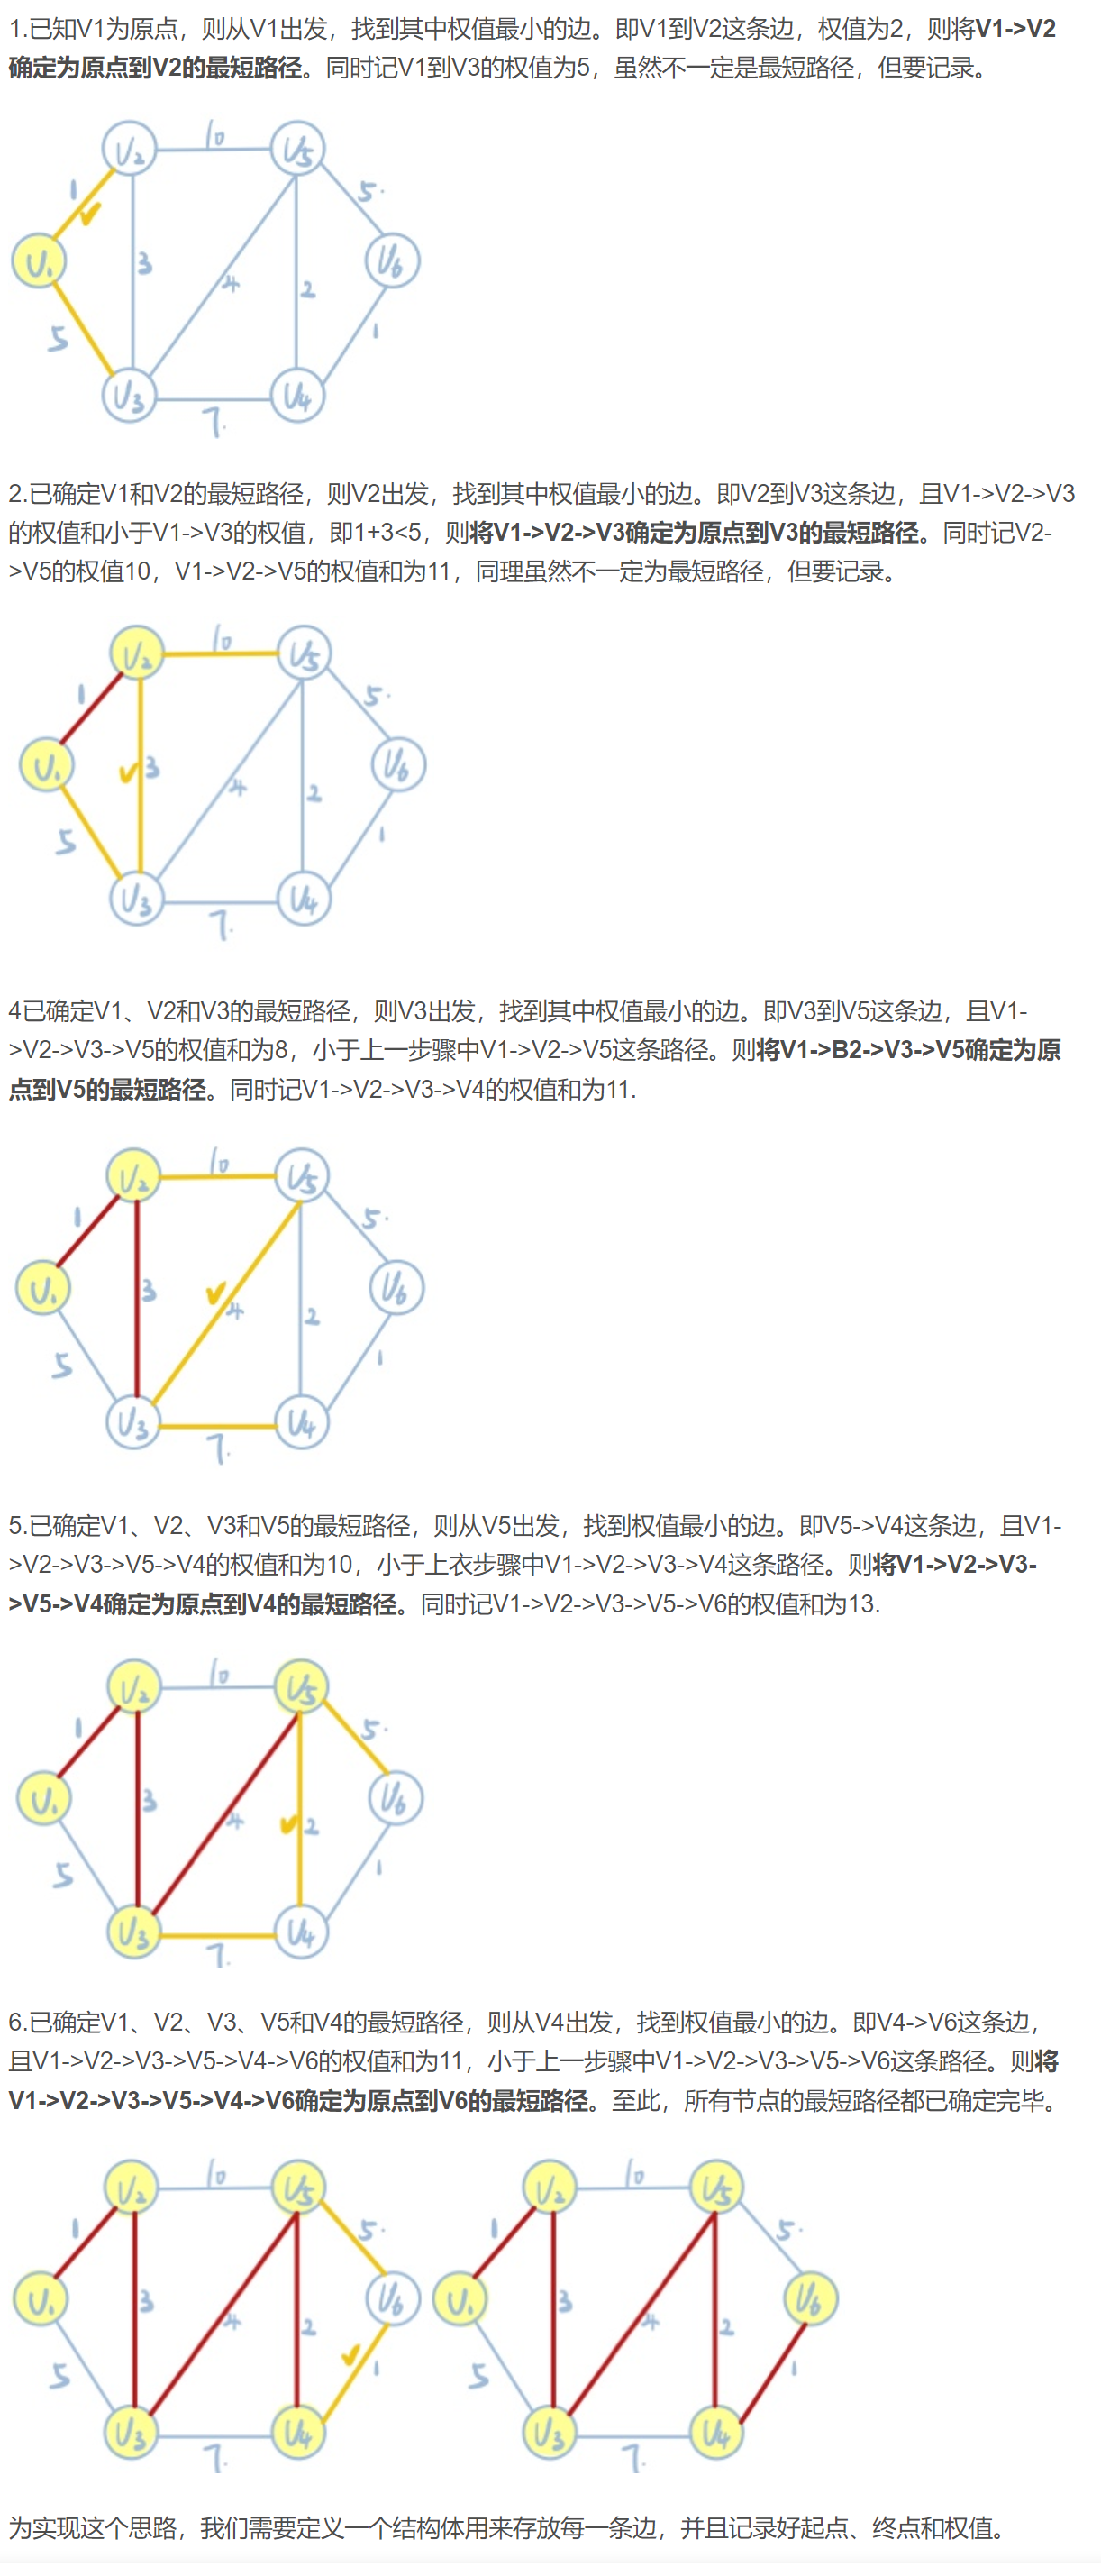 1.已知V1为原点，则从V1出发，找到其中权值最小的边。即V1到V2这条边，权值为2，则将V1->V2
确定为原点到V2的最短路径。同时记V1到V3的权值为5，虽然不一定是最短路径，但要记录。
V2 10 V5
1 5.
V1 3 4 2 V6
5 1
V3 7. V4
2.已确定V1和V2的最短路径，则V2出发，找到其中权值最小的边。即V2到V3这条边，且V1->V2->V3
的权值和小于V1->V3的权值，即1+3<5，则将V1->V2->V3确定为原点到V3的最短路径。同时记V2-
>V5的权值10，V1->V2->V5的权值和为11，同理虽然不一定为最短路径，但要记录。
V2 10 V5
1 5.
V1 3 4 2 V6
5 1
V3 7. V4
4已确定V1、V2和V3的最短路径，则V3出发，找到其中权值最小的边。即V3到V5这条边，且V1-
>V2->V3->V5的权值和为8，小于上一步骤中V1->V2->V5这条路径。则将V1->B2->V3->V5确定为原
点到V5的最短路径。同时记V1->V2->V3->V4的权值和为11.
V2 10 V5
1 5.
V1 3 4 2 V6
5 1
V3 7. V4
5.已确定V1、V2、V3和V5的最短路径，则从V5出发，找到权值最小的边。即V5->V4这条边，且V1-
>V2->V3->V5->V4的权值和为10，小于上衣步骤中V1->V2->V3->V4这条路径。则将V1->V2->V3-
>V5->V4确定为原点到V4的最短路径。同时记V1->V2->V3->V5->V6的权值和为13.
V2 10 V5
1 5.
V1 3 4 2 V6
5 1
V3 7. V4
6.已确定V1、V2、V3、V5和V4的最短路径，则从V4出发，找到权值最小的边。即V4->V6这条边，
且V1->V2->V3->V5->V4->V6的权值和为11，小于上一步骤中V1->V2->V3->V5->V6这条路径。则将
V1->V2->V3->V5->V4->V6确定为原点到V6的最短路径。至此，所有节点的最短路径都已确定完毕。
V2 10 V5 V2 10 V5
1 5. 1 5.
V1 3 4 2 V6 V1 3 4 2 V6
5 1 5 1
V3 7. V4 V3 7. V4
为实现这个思路，我们需要定义一个结构体用来存放每一条边，并且记录好起点、终点和权值。